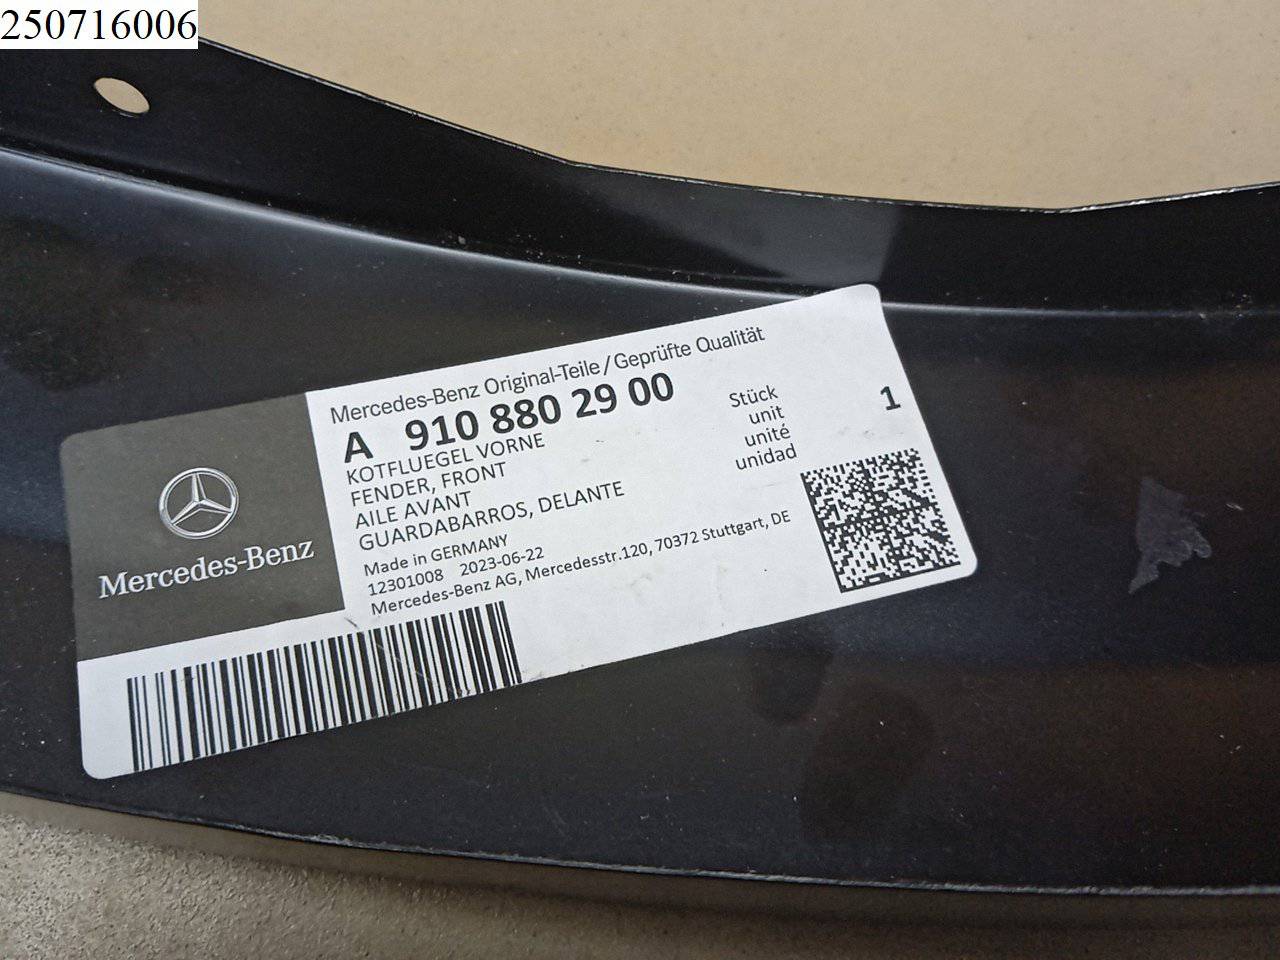 250716006
Mercedes-Benz Original-Teile / Geprüfte Qualität
A 910 880 29 00
KOTFLUEGEL VORNE
FENDER, FRONT
AILE AVANT
GUARDABARROS, DELANTE
Stück 1
unit
unité
unidad
Made in GERMANY
12301008 2023-06-22
Mercedes-Benz AG, Mercedesstr.120, 70372 Stuttgart, DE
Mercedes-Benz